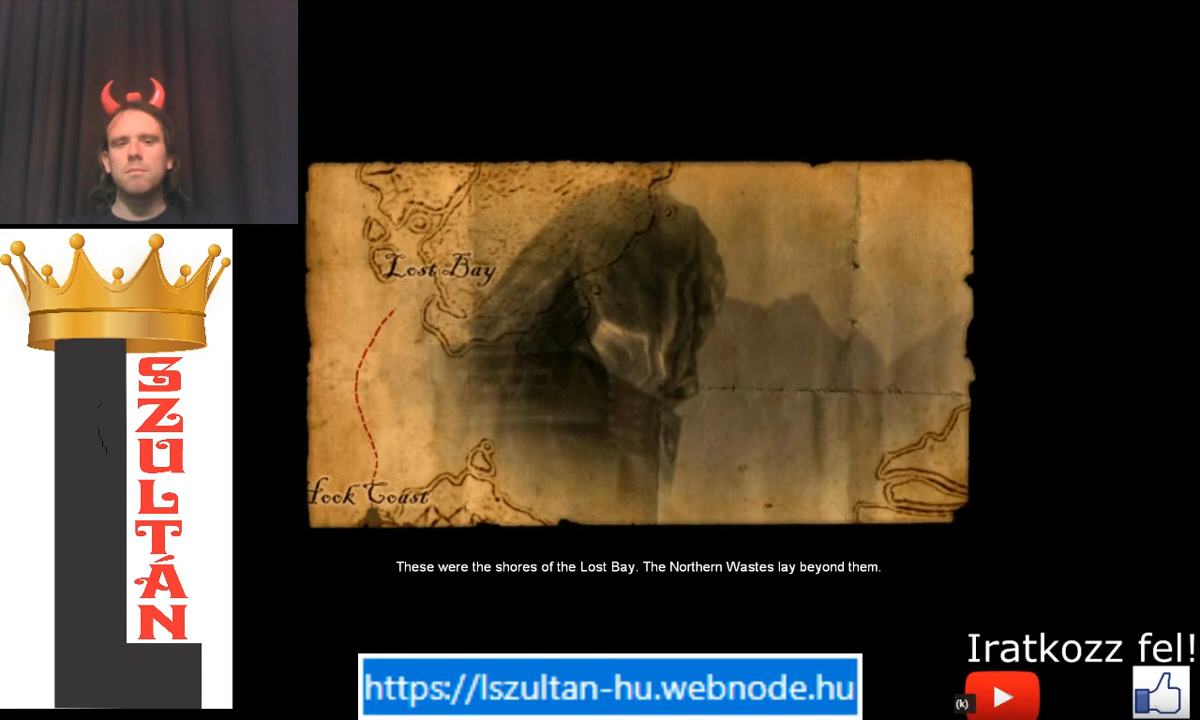 Lost Bay
Hook Coast
These were the shores of the Lost Bay. The Northern Wastes lay beyond them.
L
SZULTÁN
https://lszultan-hu.webnode.hu
Iratkozz fel!
(k)